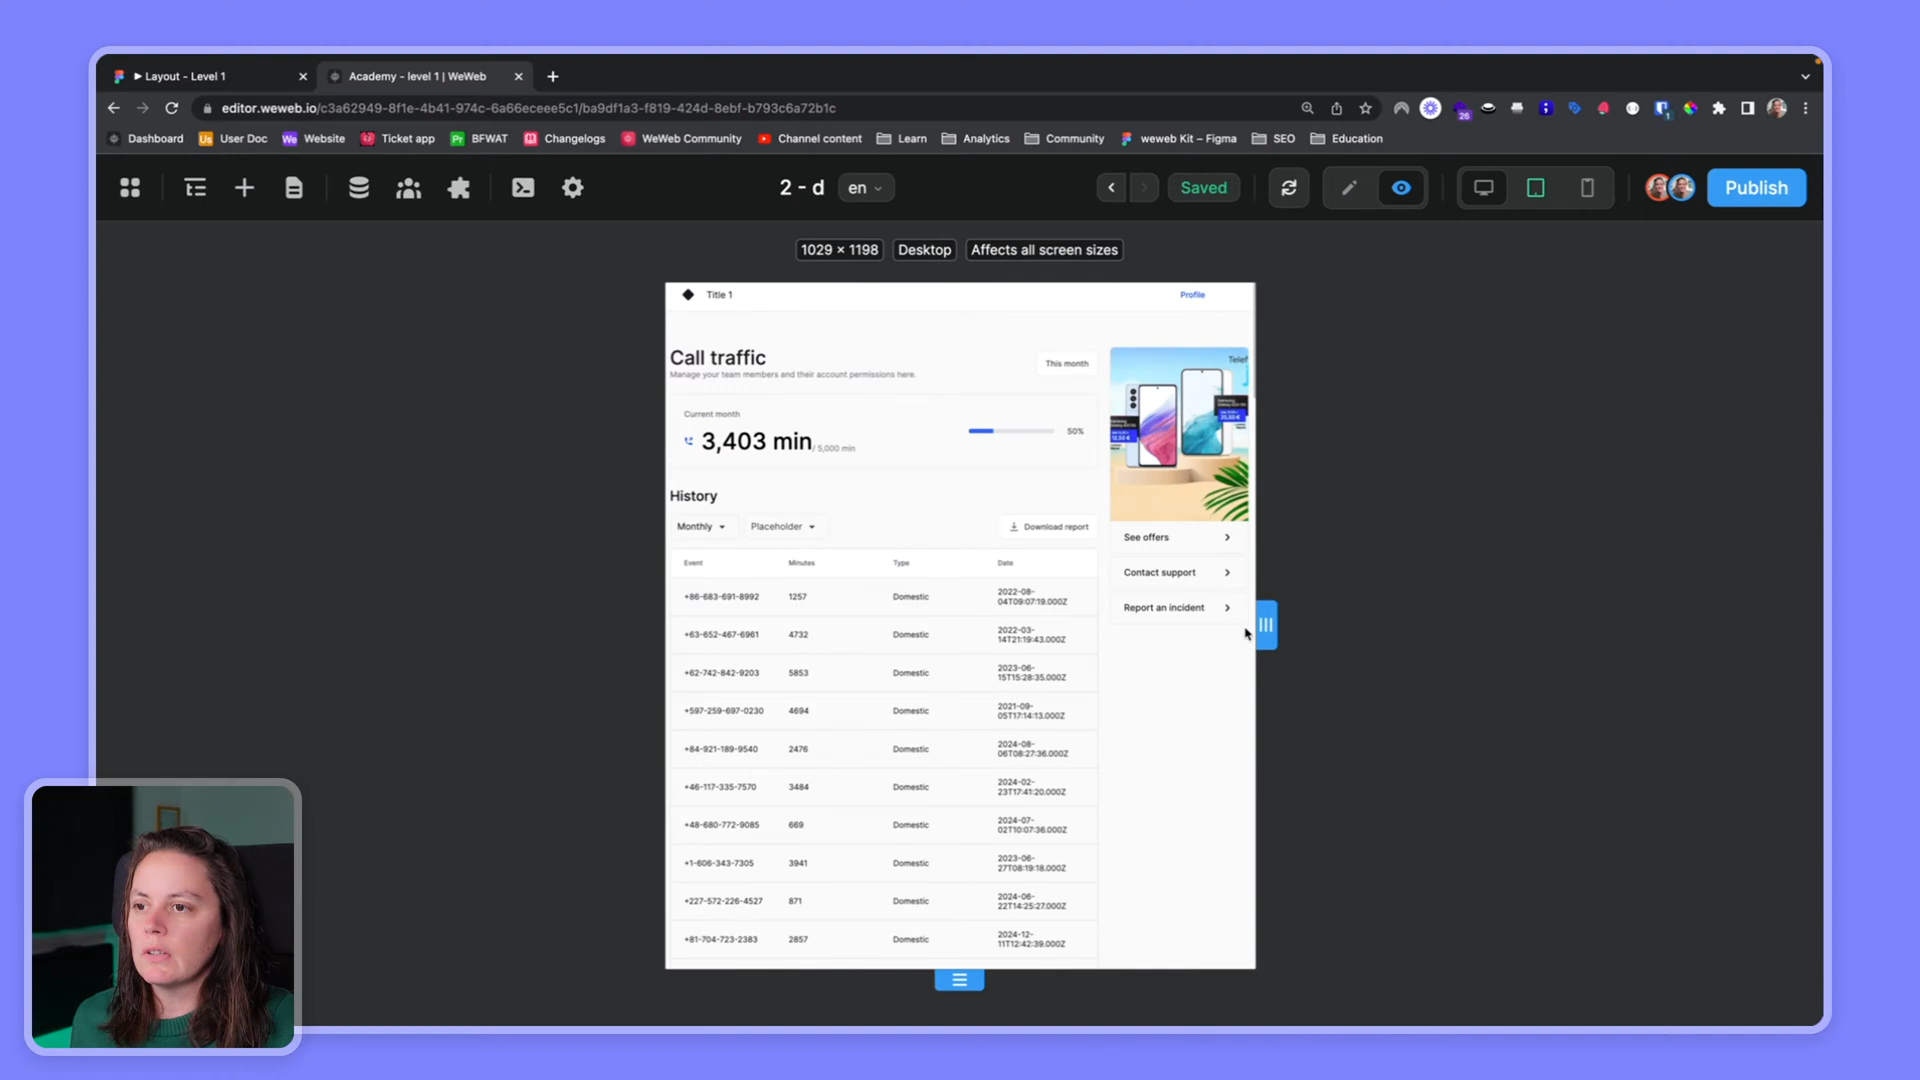 Layout - Level 1
Academy - level 1 | WeWeb
editor.weweb.io/c3a62949-8f1e-4b41-974c-6a66eceee5c1/ba9df1a3-f819-424d-8ebf-b793c6a72b1c
26
1
Dashboard
Us User Doc
We Website
Ticket app
Pr BFWAT
Changelogs
WeWeb Community
Channel content
Learn
Analytics
Community
weweb Kit – Figma
SEO
Education
2 - d
en
Saved
Publish
1029 × 1198
Desktop
Affects all screen sizes
Title 1
Profile
Call traffic
Manage your team members and their account permissions here.
This month
Telef
Current month
3,403 min / 5,000 min
50%
History
Monthly
Placeholder
Download report
See offers
Contact support
Report an incident
Event Minutes Type Date
+86-683-691-8992 1257 Domestic 2022-08-
04T09:07:19.000Z
+63-652-467-6961 4732 Domestic 2022-03-
14T21:19:43.000Z
+62-742-842-9203 5853 Domestic 2023-06-
15T15:28:35.000Z
+597-259-697-0230 4694 Domestic 2021-09-
05T17:14:13.000Z
+84-921-189-9540 2476 Domestic 2024-08-
06T08:27:36.000Z
+46-117-335-7570 3484 Domestic 2024-02-
23T17:41:20.000Z
+48-680-772-9085 669 Domestic 2024-07-
02T10:07:36.000Z
+1-606-343-7305 3941 Domestic 2023-06-
27T08:19:18.000Z
+227-572-226-4527 871 Domestic 2024-06-
22T14:25:27.000Z
+81-704-723-2383 2857 Domestic 2024-12-
11T12:42:39.000Z